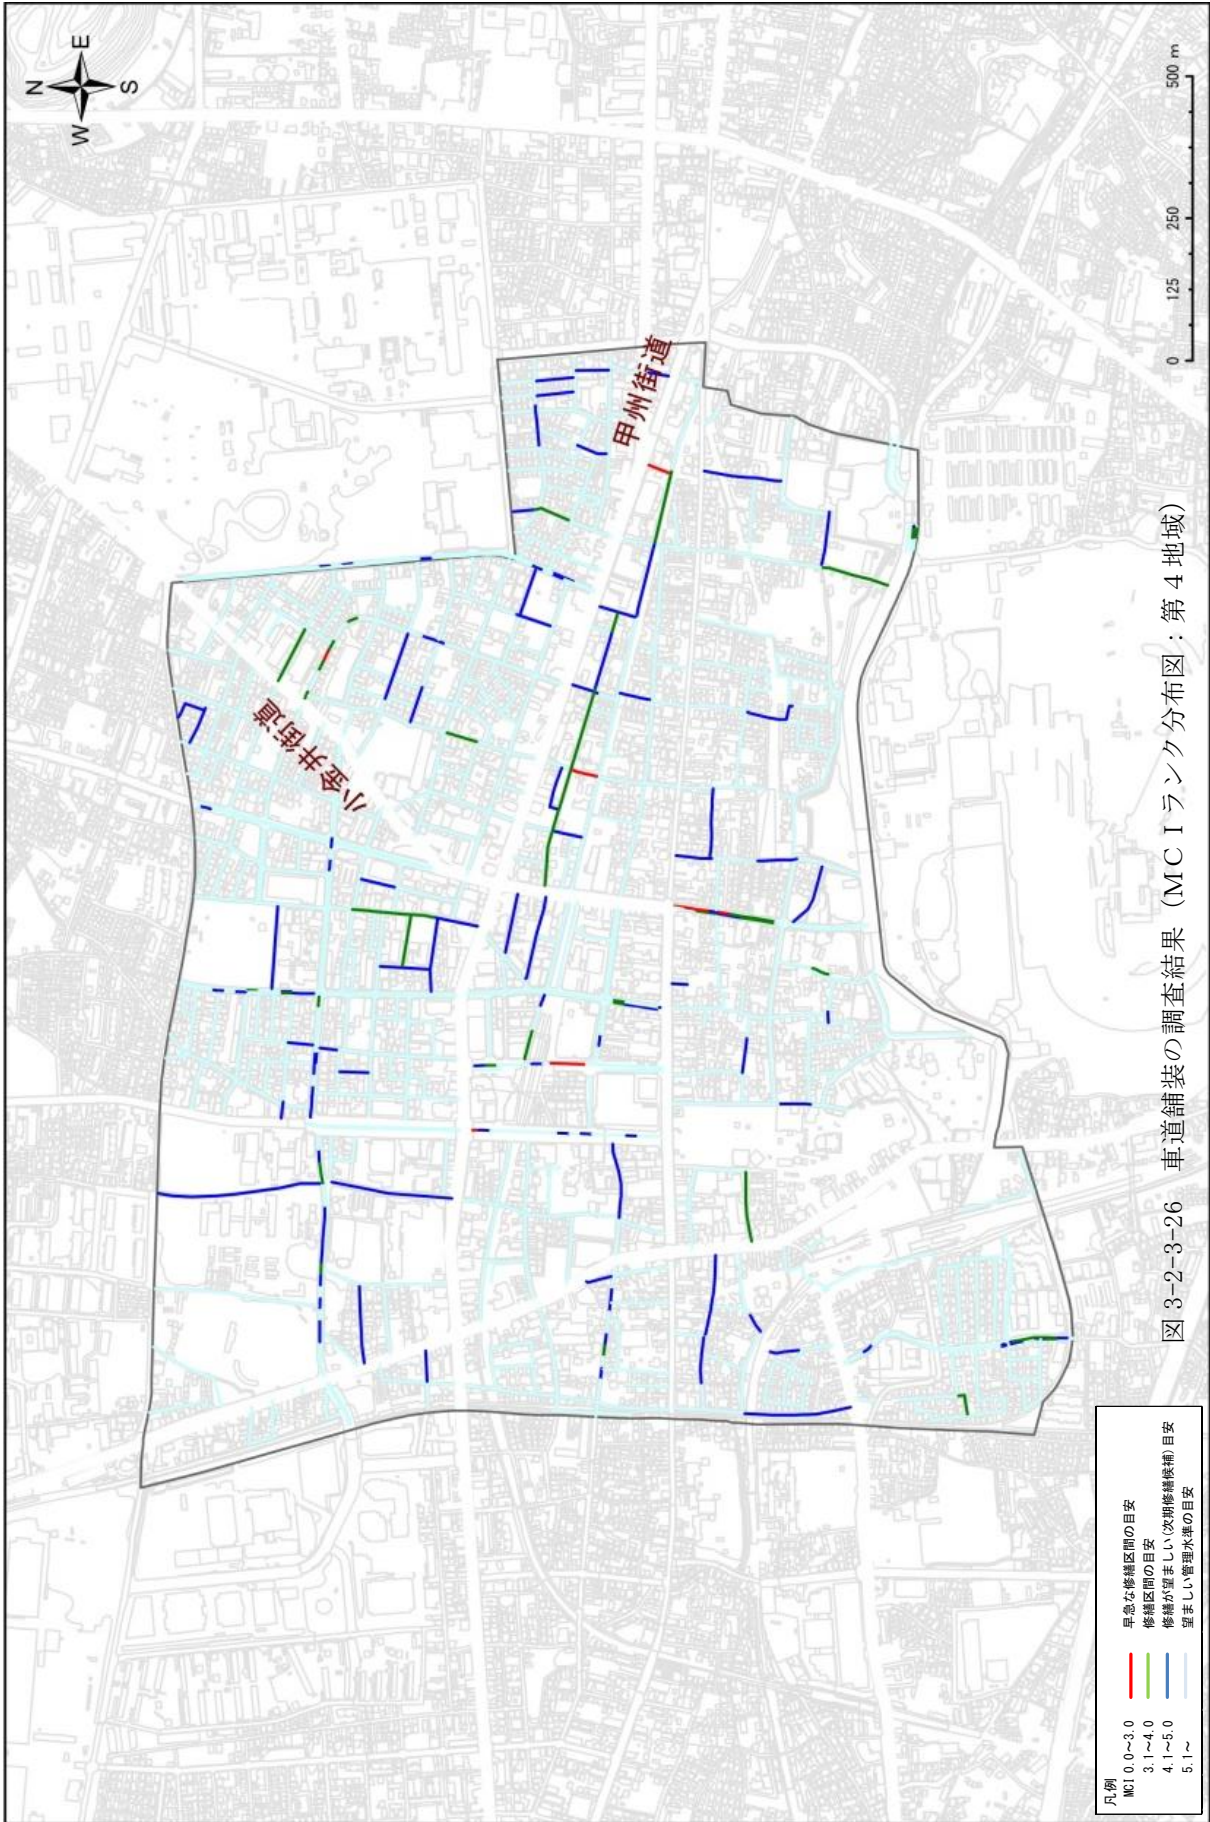 N
W
E
S
小金井街道
甲州街道
0 125 250 500 m
凡例
MCI 0.0~3.0 早急な修繕区間の目安
3.1~4.0 修繕区間の目安
4.1~5.0 修繕が望ましい(次期修繕候補)目安
5.1~ 望ましい管理水準の目安
図 3-2-3-26 車道舗装の調査結果（ＭＣＩランク分布図：第４地域）